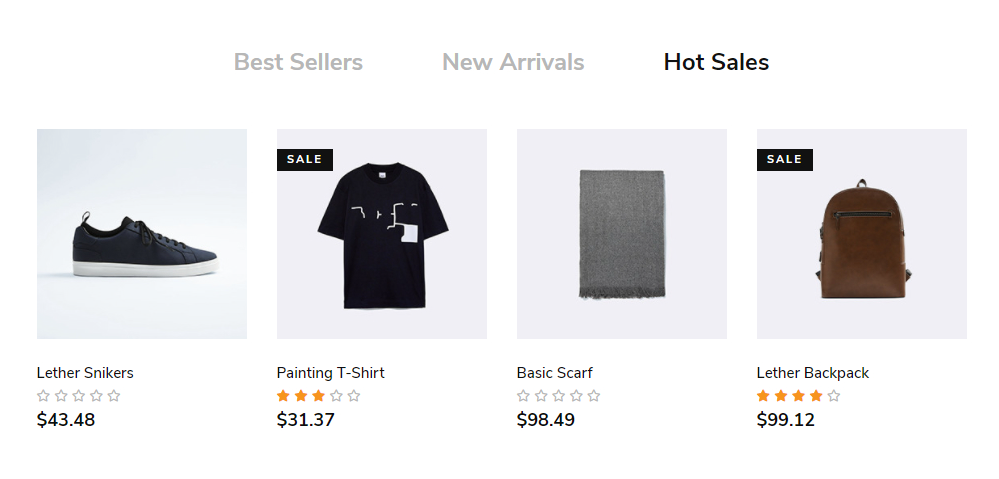 Best Sellers New Arrivals Hot Sales
SALE SALE
Lether Snikers Painting T-Shirt Basic Scarf Lether Backpack
$43.48 $31.37 $98.49 $99.12